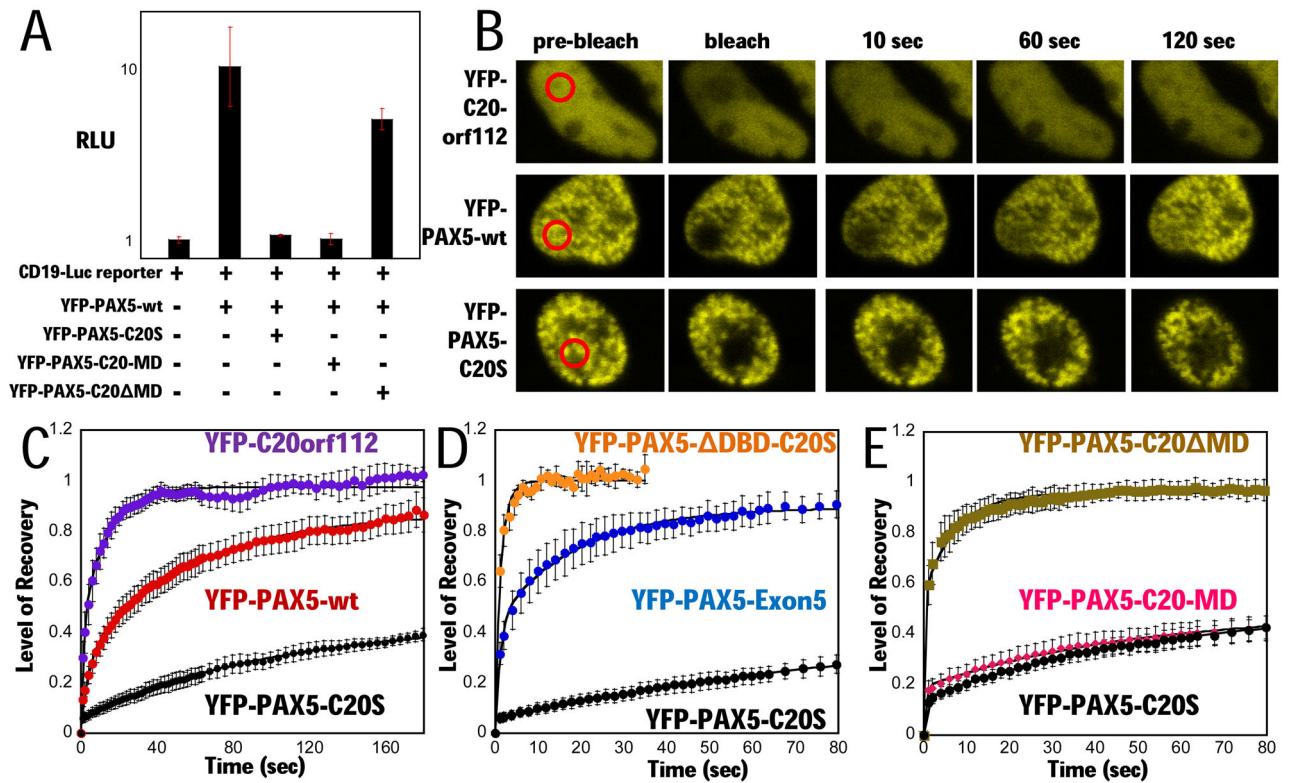 A
10
RLU
1
CD19-Luc reporter + + + + +
YFP-PAX5-wt - + + + +
YFP-PAX5-C20S - - + - -
YFP-PAX5-C20-MD - - - + -
YFP-PAX5-C20ΔMD - - - - +
B
pre-bleach bleach 10 sec 60 sec 120 sec
YFP-
C20-
orf112
YFP-
PAX5-wt
YFP-
PAX5-
C20S
C
Level of Recovery
1.2
1
0.8
0.6
0.4
0.2
0
YFP-C20orf112
YFP-PAX5-wt
YFP-PAX5-C20S
0 40 80 120 160
Time (sec)
D
Level of Recovery
1.2
1
0.8
0.6
0.4
0.2
0
YFP-PAX5-ΔDBD-C20S
YFP-PAX5-Exon5
YFP-PAX5-C20S
0 10 20 30 40 50 60 70 80
Time (sec)
E
Level of Recovery
1.2
1
0.8
0.6
0.4
0.2
0
YFP-PAX5-C20ΔMD
YFP-PAX5-C20-MD
YFP-PAX5-C20S
0 10 20 30 40 50 60 70 80
Time (sec)